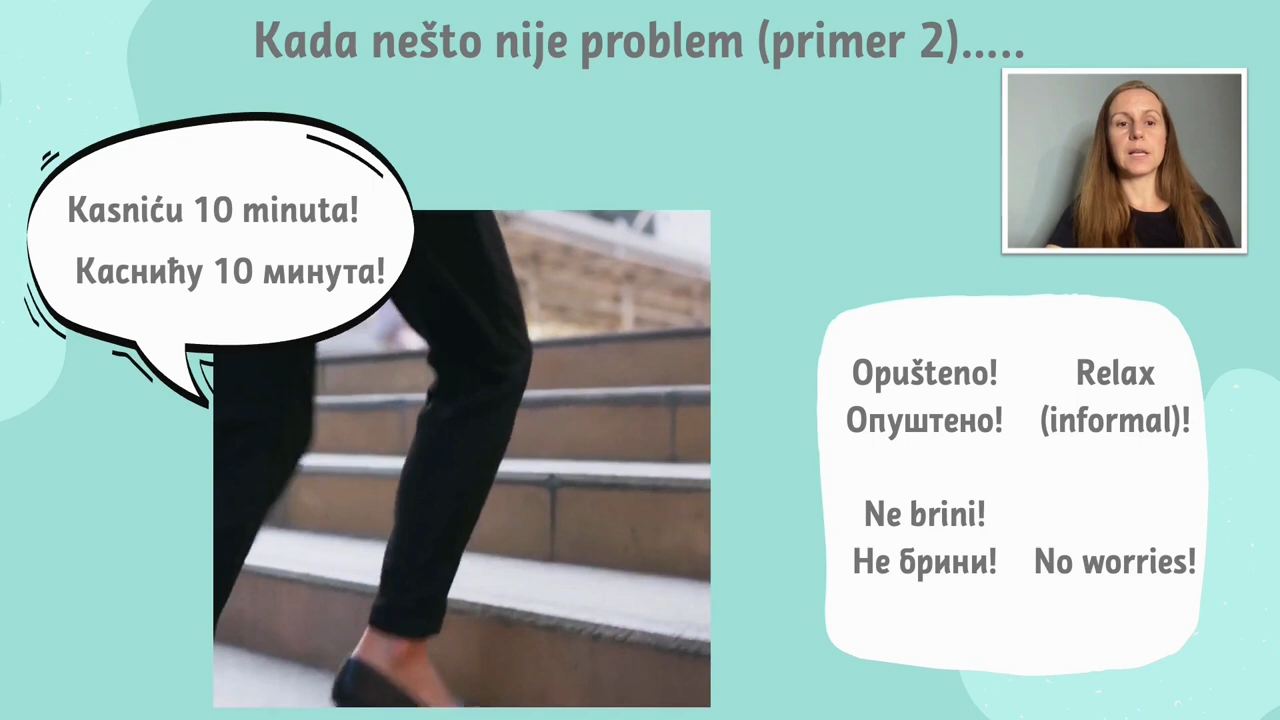 Kada nešto nije problem (primer 2).....
Kasniću 10 minuta!
Каснићу 10 минута!
Opušteno!
Опуштено!
Relax
(informal)!
Ne brini!
Не брини!
No worries!